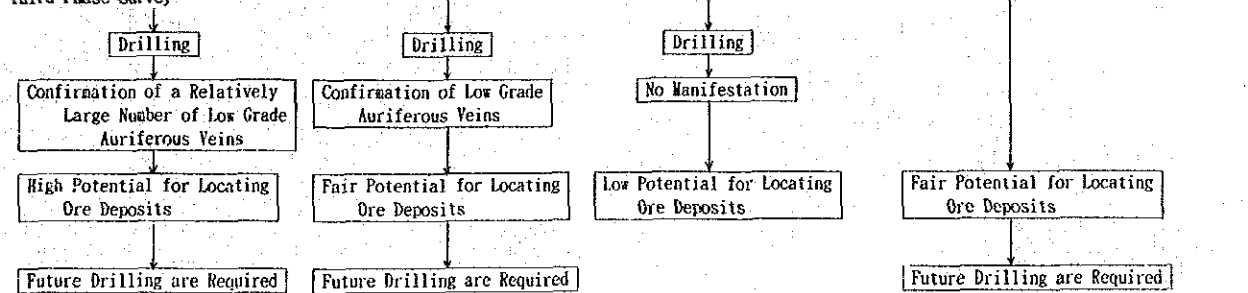 Third Phase Survey
Drilling
Confirmation of a Relatively
Large Number of Low Grade
Auriferous Veins
High Potential for Locating
Ore Deposits
Future Drilling are Required
Drilling
Confirmation of Low Grade
Auriferous Veins
Fair Potential for Locating
Ore Deposits
Future Drilling are Required
Drilling
No Manifestation
Low Potential for Locating
Ore Deposits
Fair Potential for Locating
Ore Deposits
Future Drilling are Required